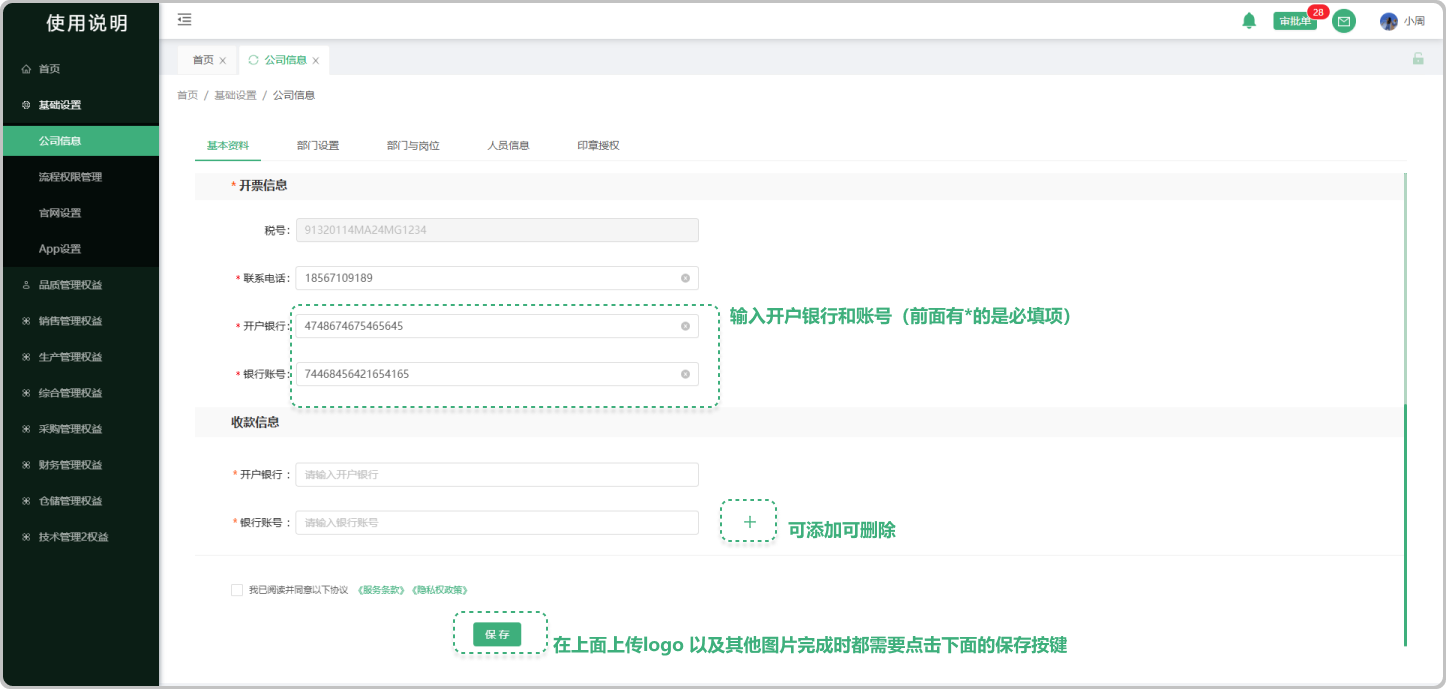 使用说明
审批单
28
小周
首页
公司信息
首页 / 基础设置 / 公司信息
首页
基础设置
公司信息
流程权限管理
官网设置
App设置
品质管理权益
销售管理权益
生产管理权益
综合管理权益
采购管理权益
财务管理权益
仓储管理权益
技术管理2权益
基本资料
部门设置
部门与岗位
人员信息
印章授权
* 开票信息
税号: 91320114MA24MG1234
* 联系电话: 18567109189
* 开户银行: 4748674675465645
* 银行账号: 74468456421654165
输入开户银行和账号（前面有*的是必填项）
收款信息
* 开户银行 : 请输入开户银行
* 银行账号 : 请输入银行账号
+
可添加可删除
我已阅读并同意以下协议 《服务条款》《隐私权政策》
保存
在上面上传logo 以及其他图片完成时都需要点击下面的保存按键